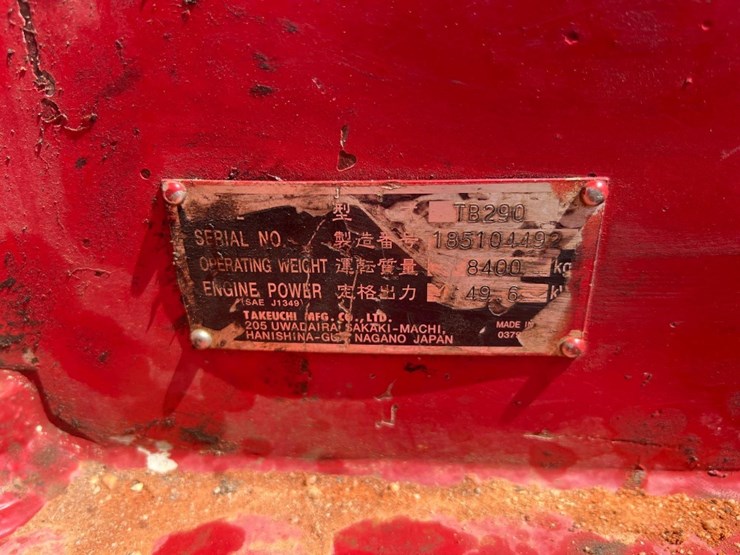 型 TB290
SERIAL NO. 製造番号 185104492
OPERATING WEIGHT 運転質量 8400 kg
ENGINE POWER 定格出力 49.6
(SAE J1349)
TAKEUCHI MFG. CO., LTD.
205 UWADAIRA SAKAKI-MACHI,
HANISHINA-GUN NAGANO JAPAN
MADE IN